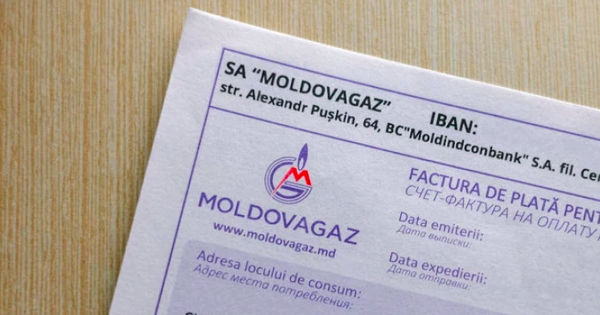 SA “MOLDOVAGAZ” IBAN:
str. Alexandr Pușkin, 64, BC"Moldindconbank" S.A. fil.
MOLDOVAGAZ
www.moldovagaz.md
FACTURA DE PLATĂ
СЧЕТ-ФАКТУРА НА ОПЛАТУ
Data emiterii:
Дата выписки:
Data expedierii:
Дата отправки:
Adresa locului de consum:
Адрес места потребления: